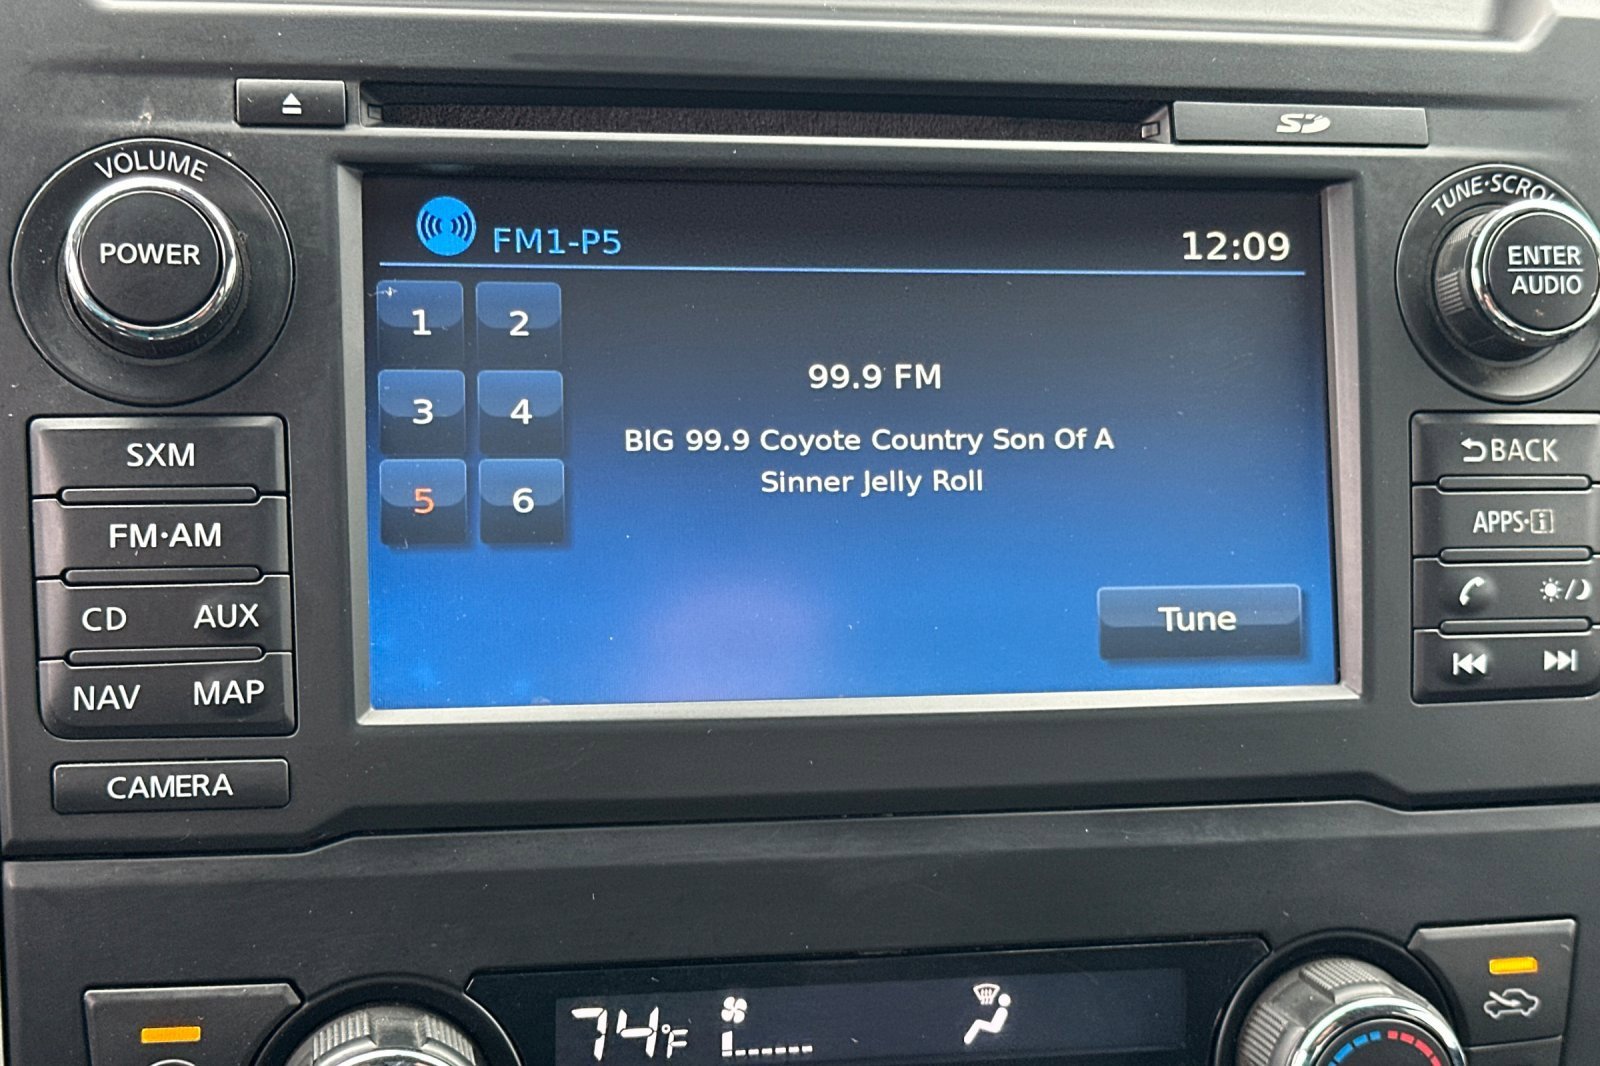 VOLUME
POWER
SD
TUNE·SCROLL
ENTER
AUDIO
FM1-P5
12:09
1
2
3
4
5
6
99.9 FM
BIG 99.9 Coyote Country Son Of A
Sinner Jelly Roll
Tune
SXM
FM·AM
CD AUX
NAV MAP
CAMERA
BACK
APPS·i
74°F